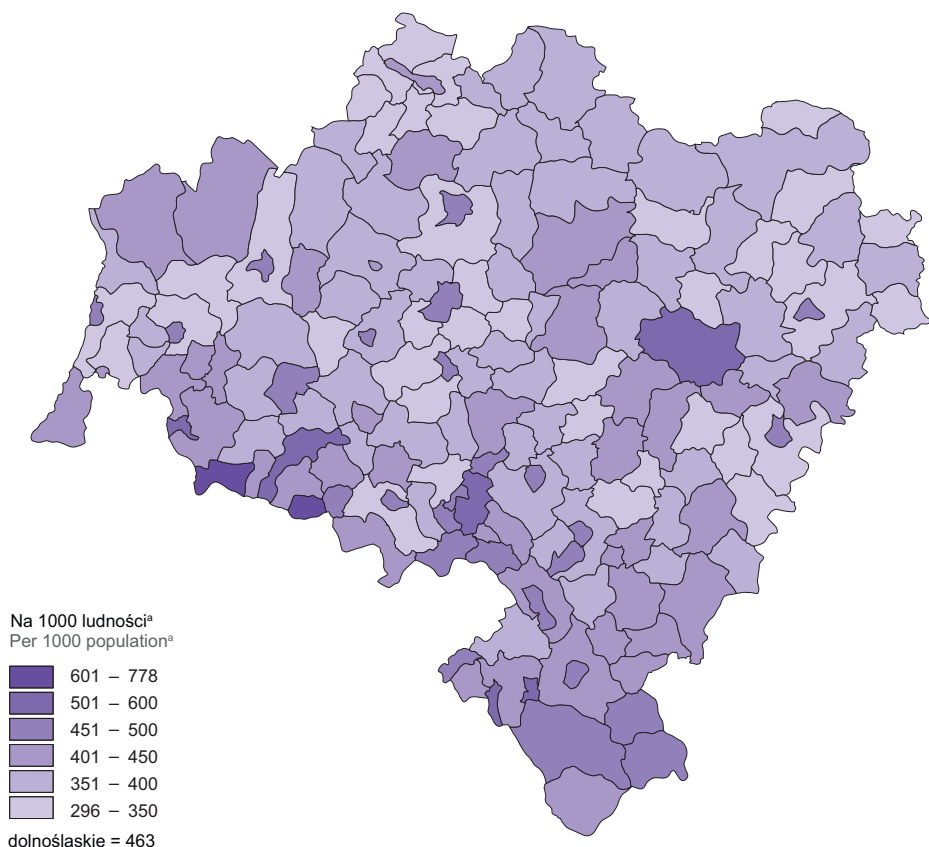 Na 1000 ludnościᵃ
Per 1000 populationᵃ
601 – 778
501 – 600
451 – 500
401 – 450
351 – 400
296 – 350
dolnośląskie = 463